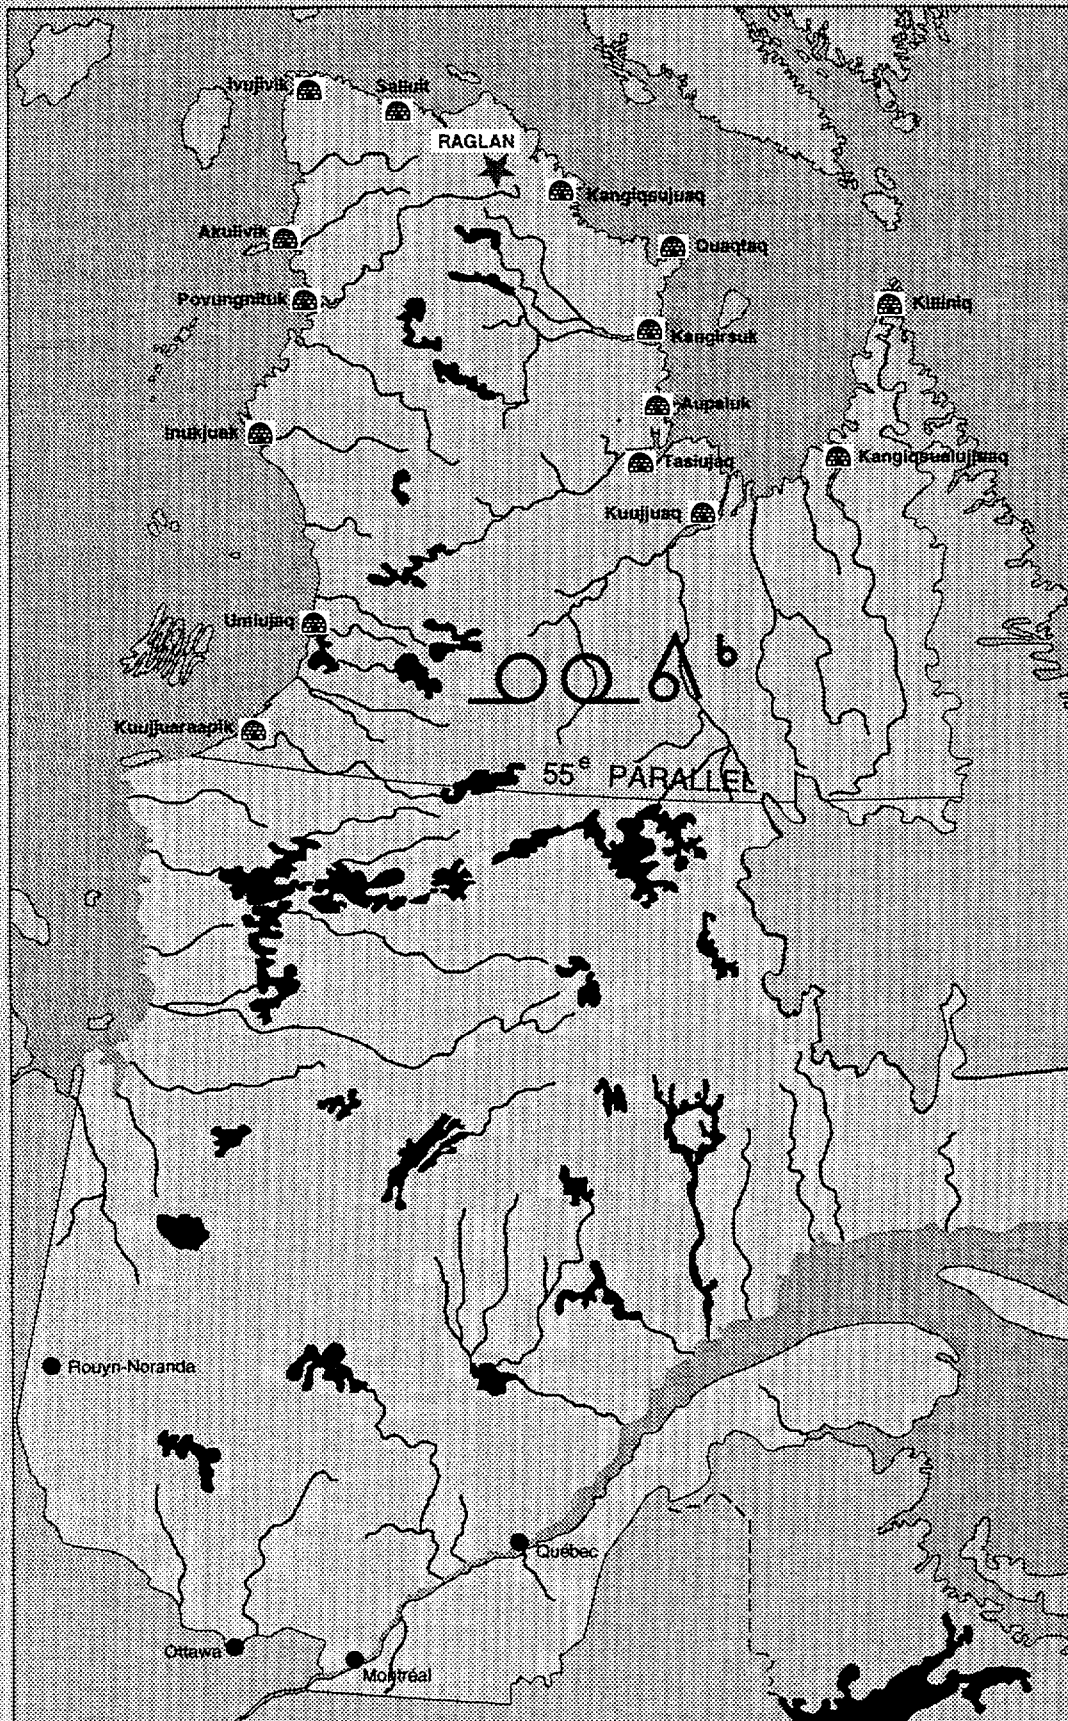 Ivujivik
Salluit
RAGLAN
Kangiqsujuaq
Akulivik
Quaqtaq
Povungnituk
Killiniq
Kangirsuk
Aupaluk
Inukjuak
Tasiujaq
Kangiqsualujjuaq
Kuujjuaq
Umiujaq
ᓄᓇᕕᒃ
Kuujjuaraapik
55e PARALLEL
Rouyn-Noranda
Québec
Ottawa
Montréal